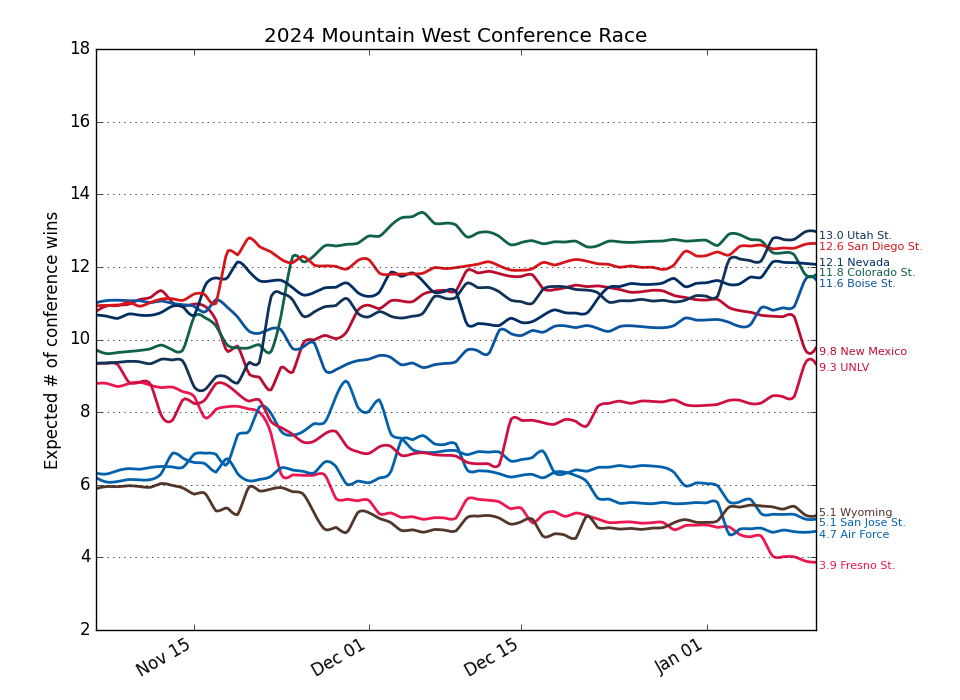 2024 Mountain West Conference Race
Expected # of conference wins
18
16
14
12
10
8
6
4
2
Nov 15
Dec 01
Dec 15
Jan 01
13.0 Utah St.
12.6 San Diego St.
12.1 Nevada
11.8 Colorado St.
11.6 Boise St.
9.8 New Mexico
9.3 UNLV
5.1 Wyoming
5.1 San Jose St.
4.7 Air Force
3.9 Fresno St.